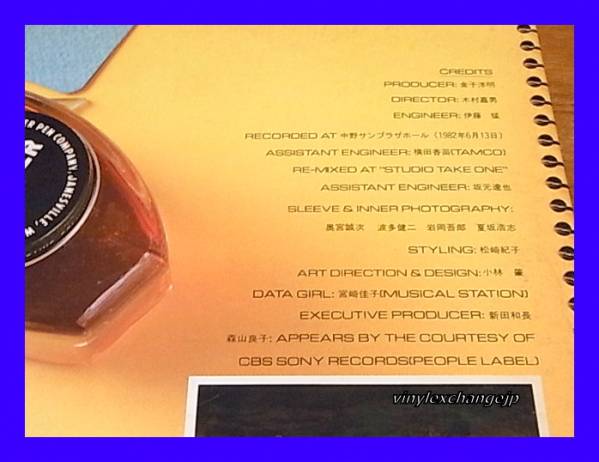 CREDITS
PRODUCER: 金子洋明
DIRECTOR: 木村嘉男
ENGINEER: 伊藤 猛
RECORDED AT 中野サンプラザホール (1982年6月13日)
ASSISTANT ENGINEER: 横田香苗(TAMCO)
RE-MIXED AT "STUDIO TAKE ONE"
ASSISTANT ENGINEER: 坂元達也
SLEEVE & INNER PHOTOGRAPHY:
奥宮誠次 波多健二 岩岡吾郎 夏坂浩志
STYLING: 松崎紀子
ART DIRECTION & DESIGN: 小林
DATA GIRL: 宮崎佳子(MUSICAL STATION)
EXECUTIVE PRODUCER: 新田和長
森山良子: APPEARS BY THE COURTESY OF
CBS SONY RECORDS(PEOPLE LABEL)
PEN COMPANY, JANESVILLE, W
vinylexchangejp